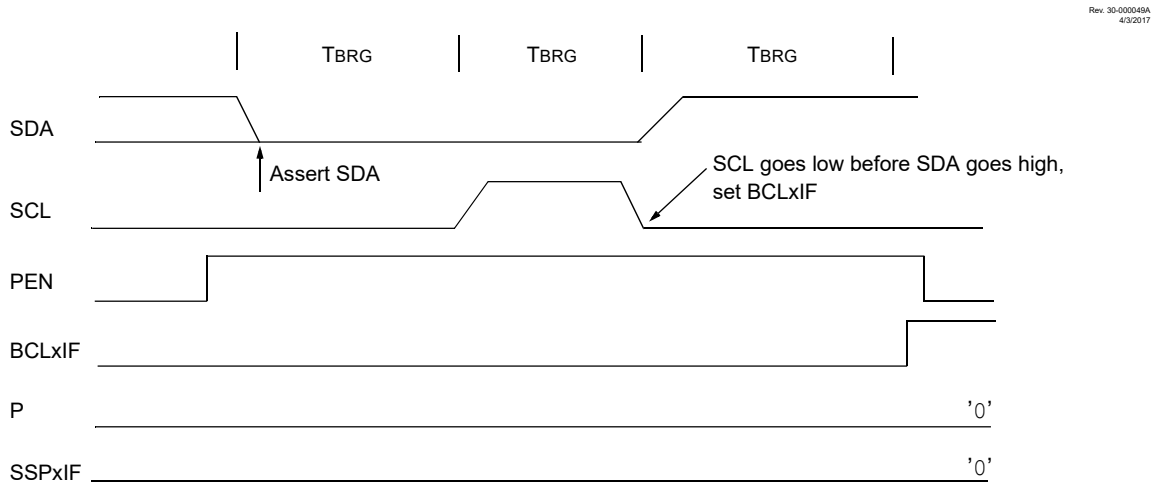 Rev. 30-000049A
4/3/2017
TBRG TBRG TBRG
SDA
Assert SDA
SCL goes low before SDA goes high,
set BCLxIF
SCL
PEN
BCLxIF
P '0'
SSPxIF '0'